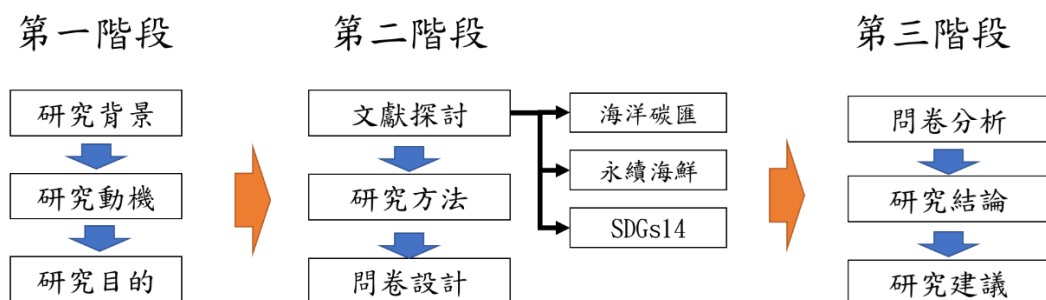 第一階段
研究背景
研究動機
研究目的
第二階段
文獻探討
研究方法
問卷設計
海洋碳匯
永續海鮮
SDGs14
第三階段
問卷分析
研究結論
研究建議